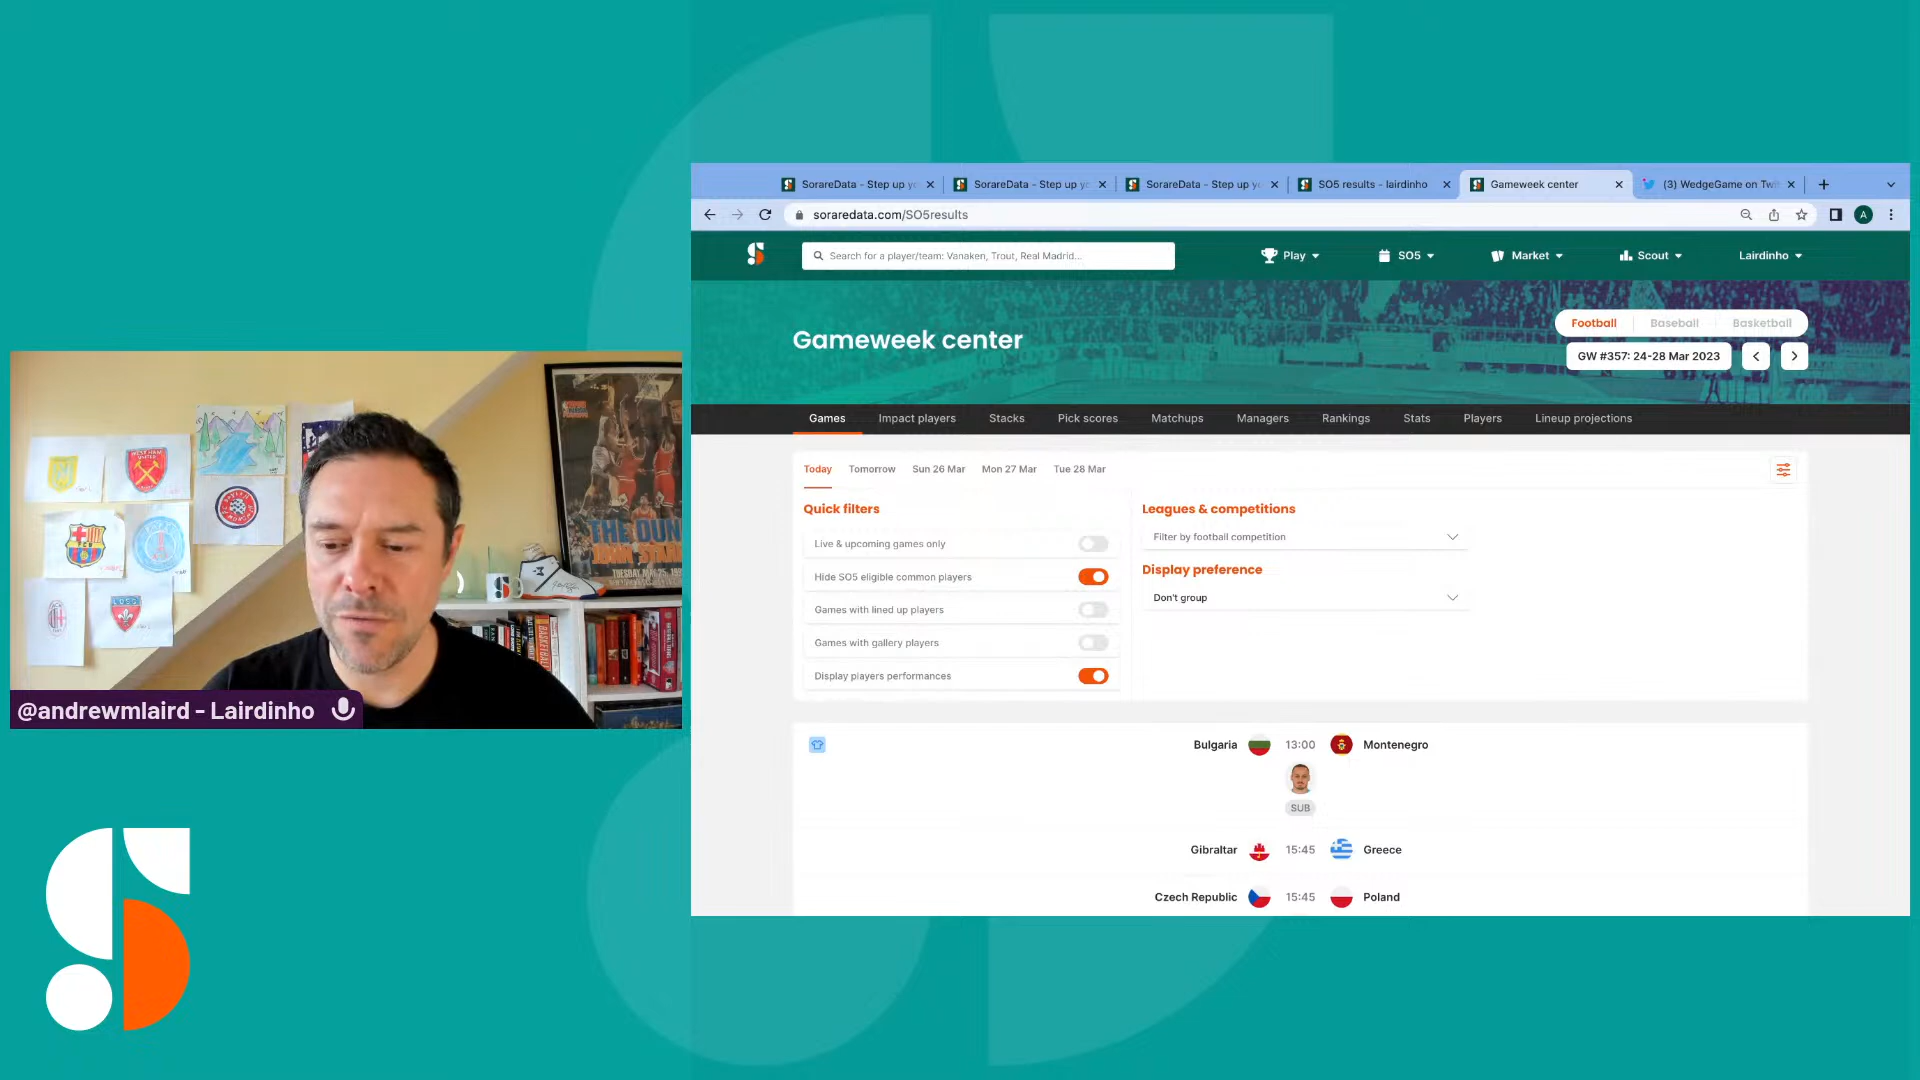 SorareData - Step up yo
SorareData - Step up yo
SorareData - Step up yo
SO5 results - lairdinho
Gameweek center
(3) WedgeGame on Twit
soraredata.com/SO5results
A
Search for a player/team: Vanaken, Trout, Real Madrid...
Play
SO5
Market
Scout
Lairdinho
Gameweek center
Football
Baseball
Basketball
GW #357: 24-28 Mar 2023
Games
Impact players
Stacks
Pick scores
Matchups
Managers
Rankings
Stats
Players
Lineup projections
Today
Tomorrow
Sun 26 Mar
Mon 27 Mar
Tue 28 Mar
Quick filters
Live & upcoming games only
Hide SO5 eligible common players
Games with lined up players
Games with gallery players
Display players performances
Leagues & competitions
Filter by football competition
Display preference
Don't group
Bulgaria
13:00
Montenegro
SUB
Gibraltar
15:45
Greece
Czech Republic
15:45
Poland
THE DUN
@andrewmlaird - Lairdinho